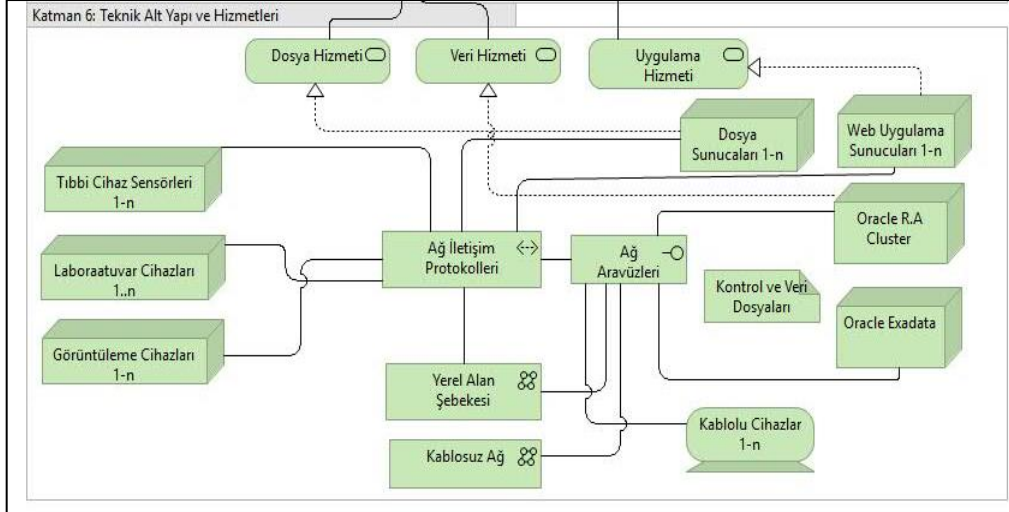 Katman 6: Teknik Alt Yapı ve Hizmetleri
Dosya Hizmeti
Veri Hizmeti
Uygulama
Hizmeti
Dosya
Sunucaları 1-n
Web Uygulama
Sunucuları 1-n
Tıbbi Cihaz Sensörleri
1-n
Oracle R.A
Cluster
Ağ İletişim
Protokolleri
Ağ
Aravüzleri
Laboraatuvar Cihazları
1..n
Kontrol ve Veri
Dosyaları
Oracle Exadata
Görüntüleme Cihazları
1-n
Yerel Alan
Şebekesi
Kablolu Cihazlar
1-n
Kablosuz Ağ